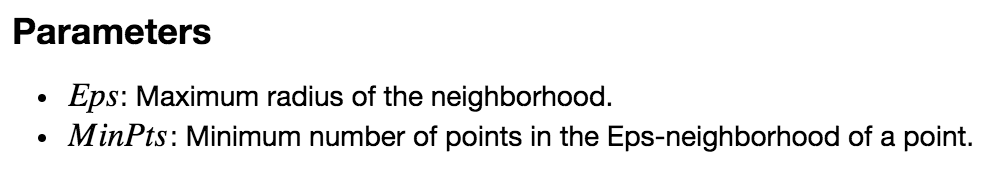 Parameters
• Eps: Maximum radius of the neighborhood.
• MinPts: Minimum number of points in the Eps-neighborhood of a point.